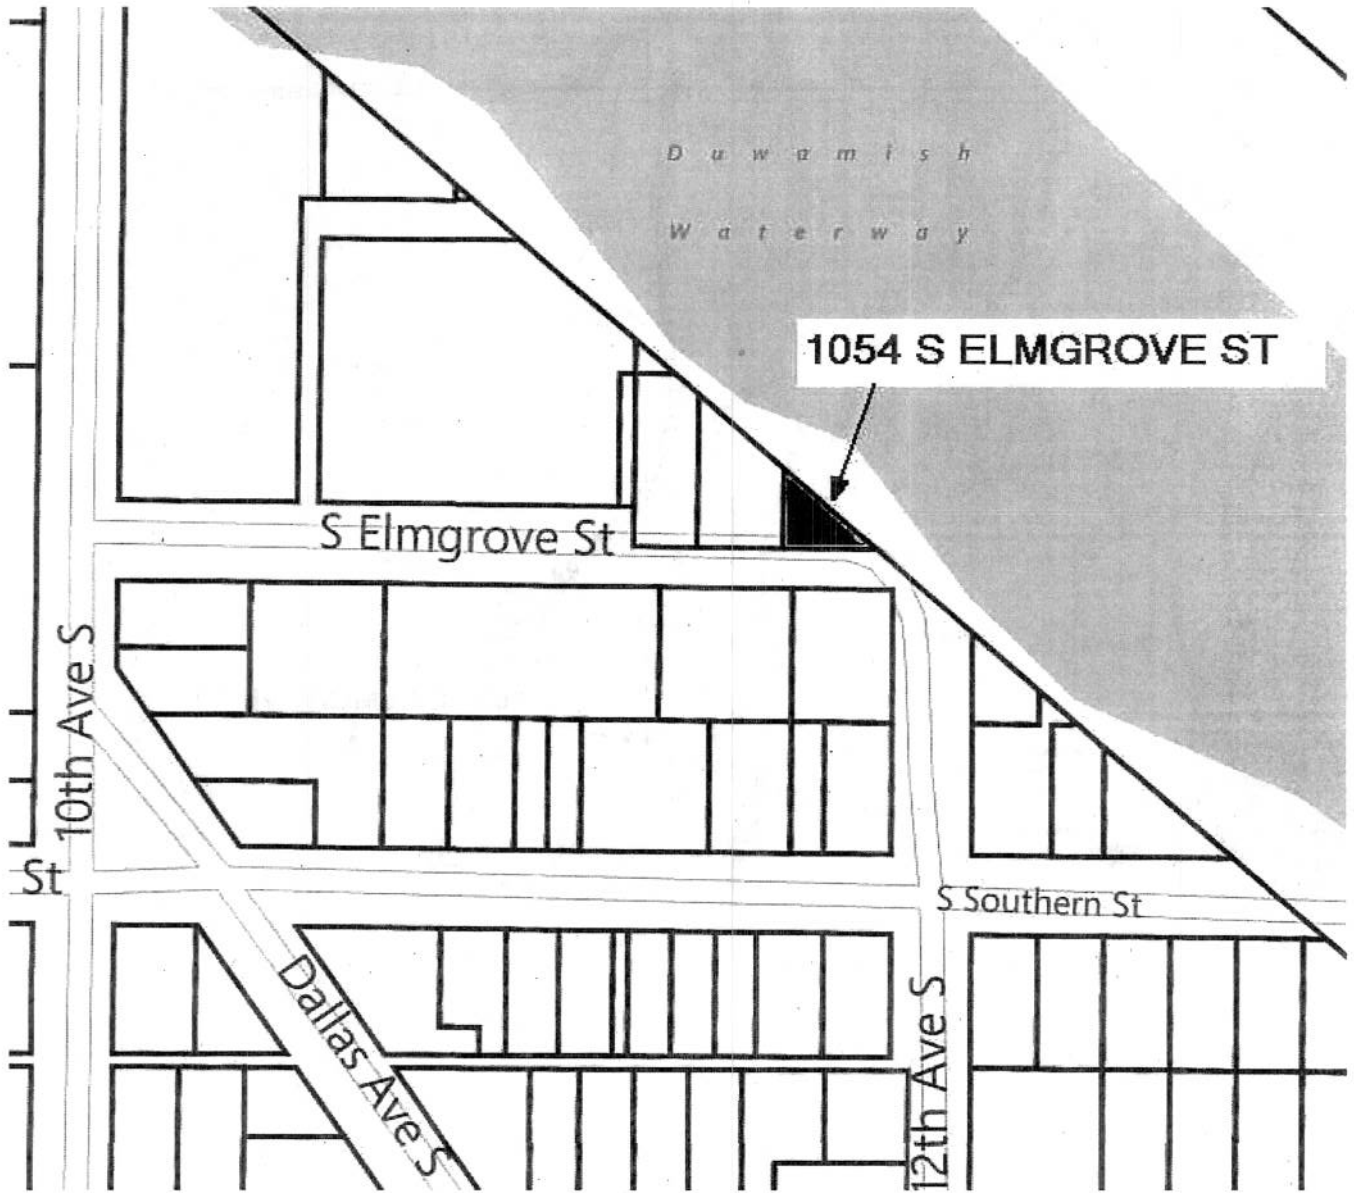 Duwamish
Waterway
1054 S ELMGROVE ST
S Elmgrove St
10th Ave S
St
S Southern St
Dallas Ave S
12th Ave S